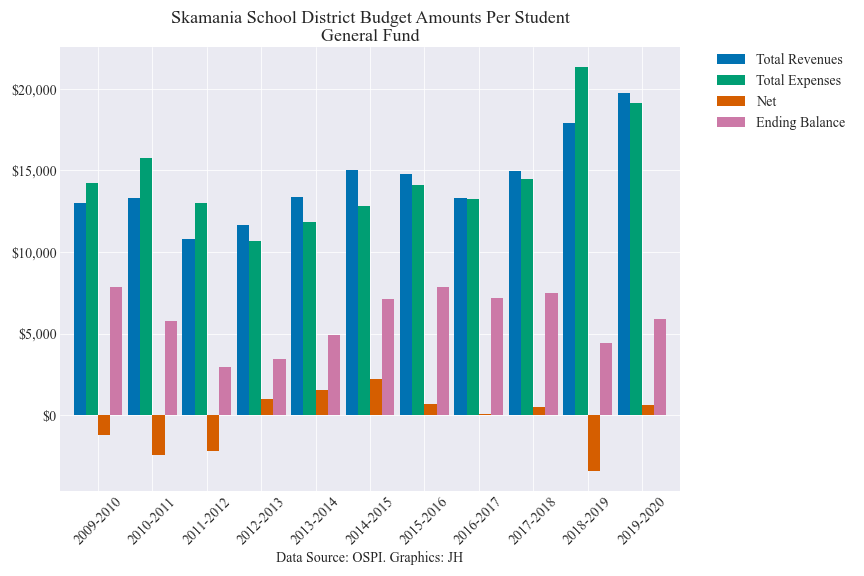 Skamania School District Budget Amounts Per Student
General Fund
Total Revenues
Total Expenses
Net
Ending Balance
$20,000
$15,000
$10,000
$5,000
$0
2009-2010
2010-2011
2011-2012
2012-2013
2013-2014
2014-2015
2015-2016
2016-2017
2017-2018
2018-2019
2019-2020
Data Source: OSPI. Graphics: JH